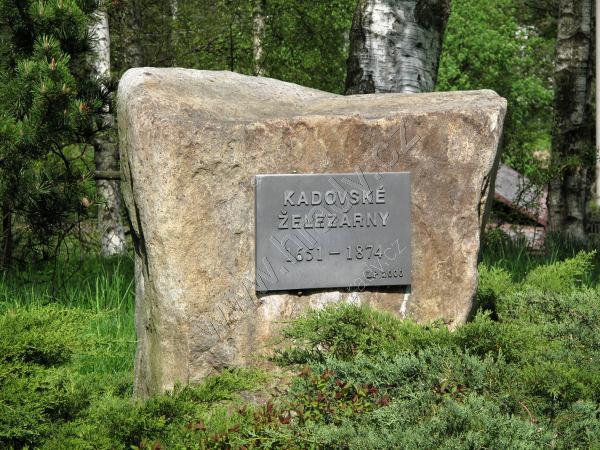 KADOVSKÉ
ŽELEZÁRNY
1651 – 1874